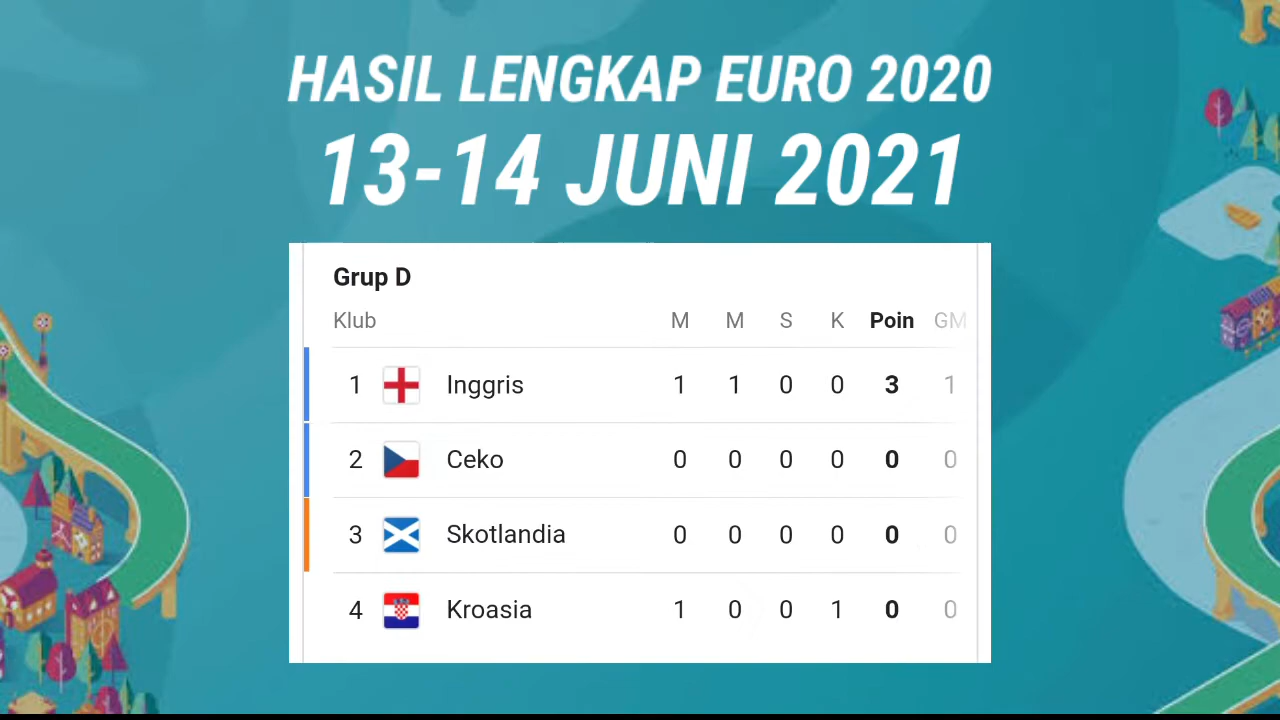 HASIL LENGKAP EURO 2020
13-14 JUNI 2021
Grup D
Klub M M S K Poin GM
1 Inggris 1 1 0 0 3 1
2 Ceko 0 0 0 0 0 0
3 Skotlandia 0 0 0 0 0 0
4 Kroasia 1 0 0 1 0 0